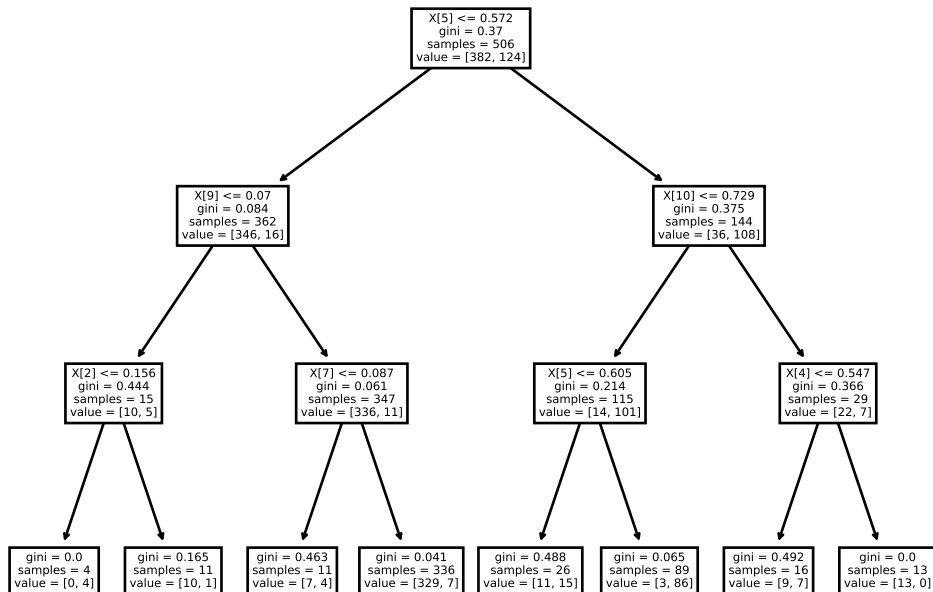 X[5] <= 0.572
gini = 0.37
samples = 506
value = [382, 124]
X[9] <= 0.07
gini = 0.084
samples = 362
value = [346, 16]
X[10] <= 0.729
gini = 0.375
samples = 144
value = [36, 108]
X[2] <= 0.156
gini = 0.444
samples = 15
value = [10, 5]
X[7] <= 0.087
gini = 0.061
samples = 347
value = [336, 11]
X[5] <= 0.605
gini = 0.214
samples = 115
value = [14, 101]
X[4] <= 0.547
gini = 0.366
samples = 29
value = [22, 7]
gini = 0.0
samples = 4
value = [0, 4]
gini = 0.165
samples = 11
value = [10, 1]
gini = 0.463
samples = 11
value = [7, 4]
gini = 0.041
samples = 336
value = [329, 7]
gini = 0.488
samples = 26
value = [11, 15]
gini = 0.065
samples = 89
value = [3, 86]
gini = 0.492
samples = 16
value = [9, 7]
gini = 0.0
samples = 13
value = [13, 0]